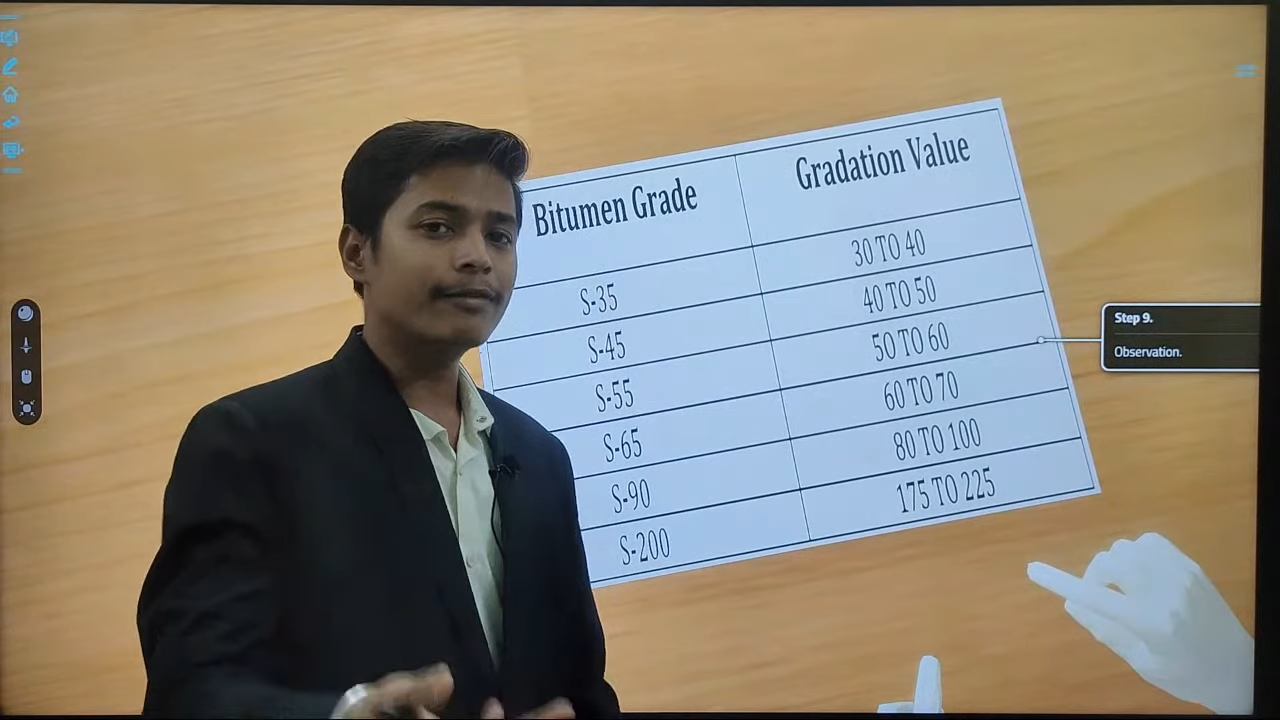 Bitumen Grade Gradation Value
S-35 30 TO 40
S-45 40 TO 50
S-55 50 TO 60
S-65 60 TO 70
S-90 80 TO 100
S-200 175 TO 225
Step 9.
Observation.